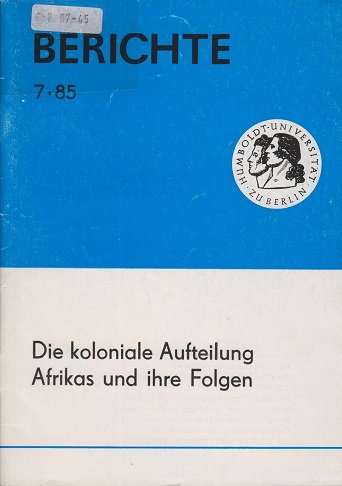 BERICHTE
7·85
HUMBOLDT-UNIVERSITÄT
· ZU BERLIN ·
Die koloniale Aufteilung
Afrikas und ihre Folgen